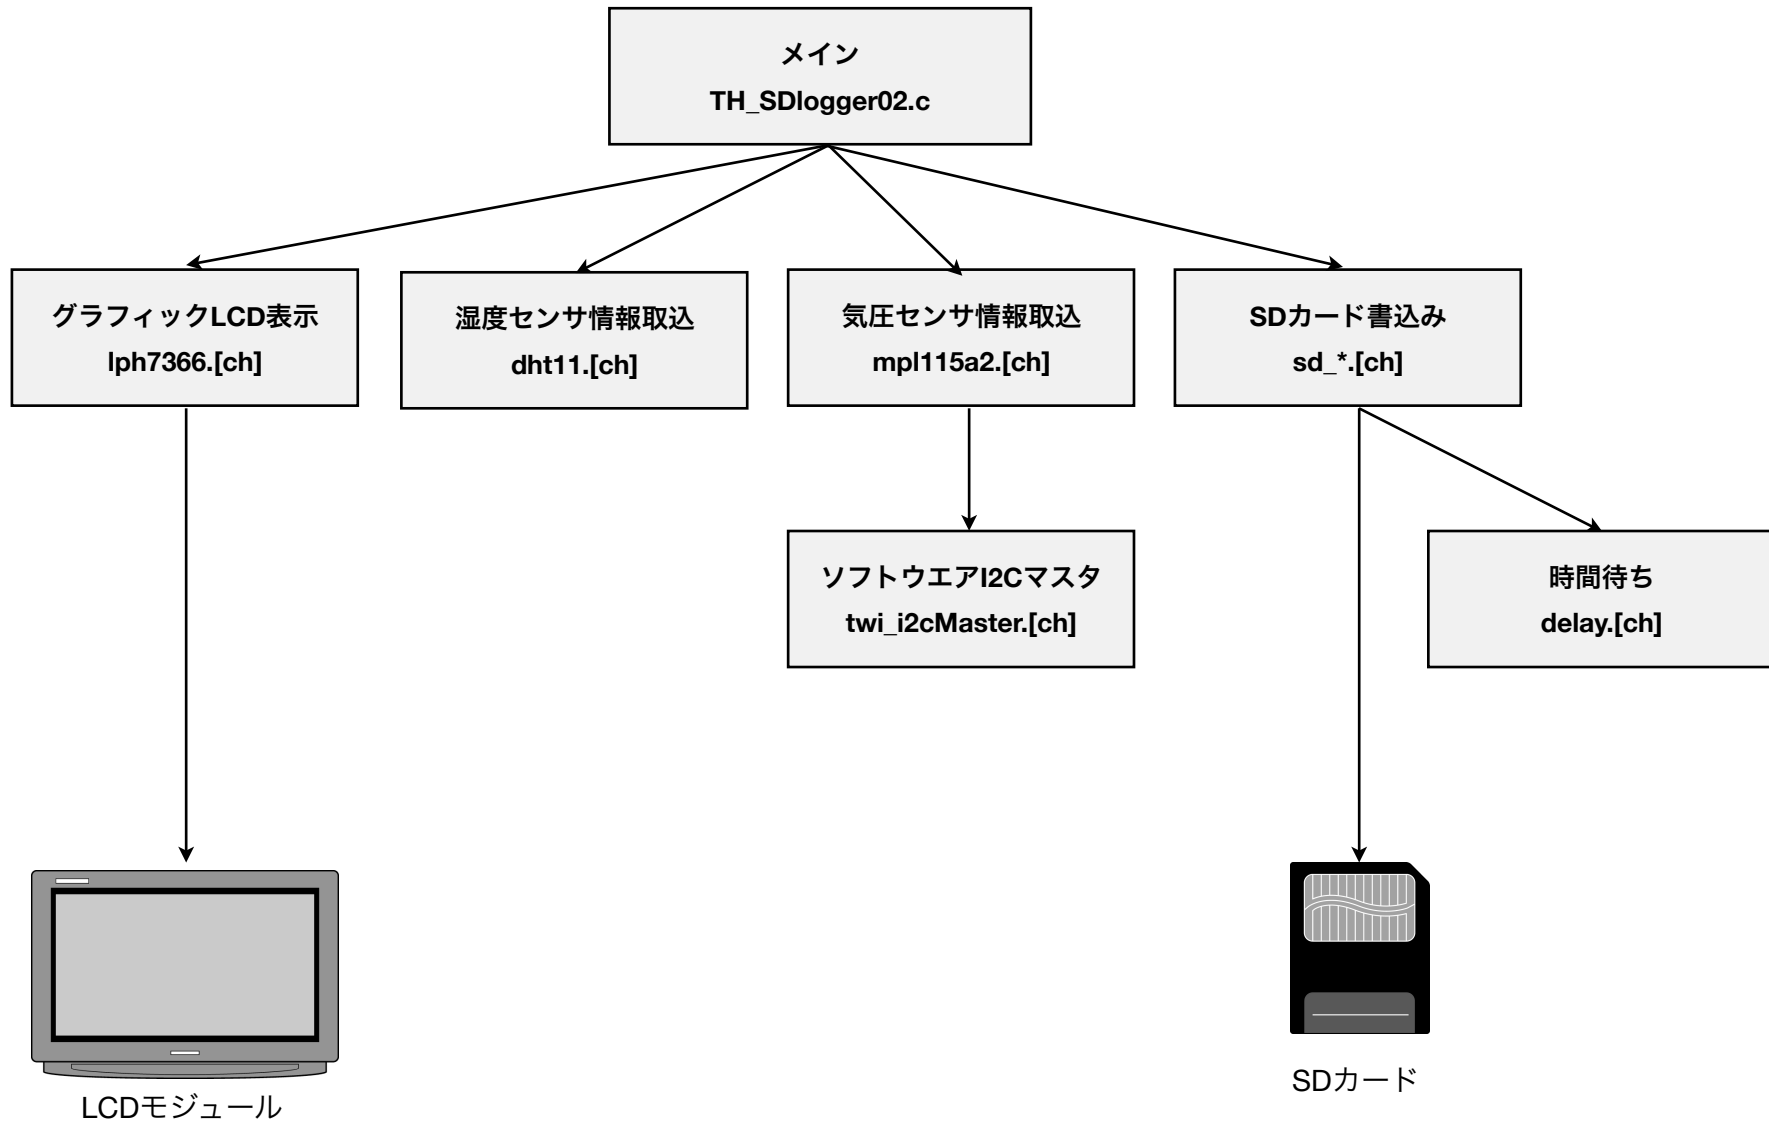 メイン
TH_SDlogger02.c
グラフィックLCD表示
lph7366.[ch]
湿度センサ情報取込
dht11.[ch]
気圧センサ情報取込
mpl115a2.[ch]
SDカード書込み
sd_*.[ch]
ソフトウエアI2Cマスタ
twi_i2cMaster.[ch]
時間待ち
delay.[ch]
LCDモジュール
SDカード